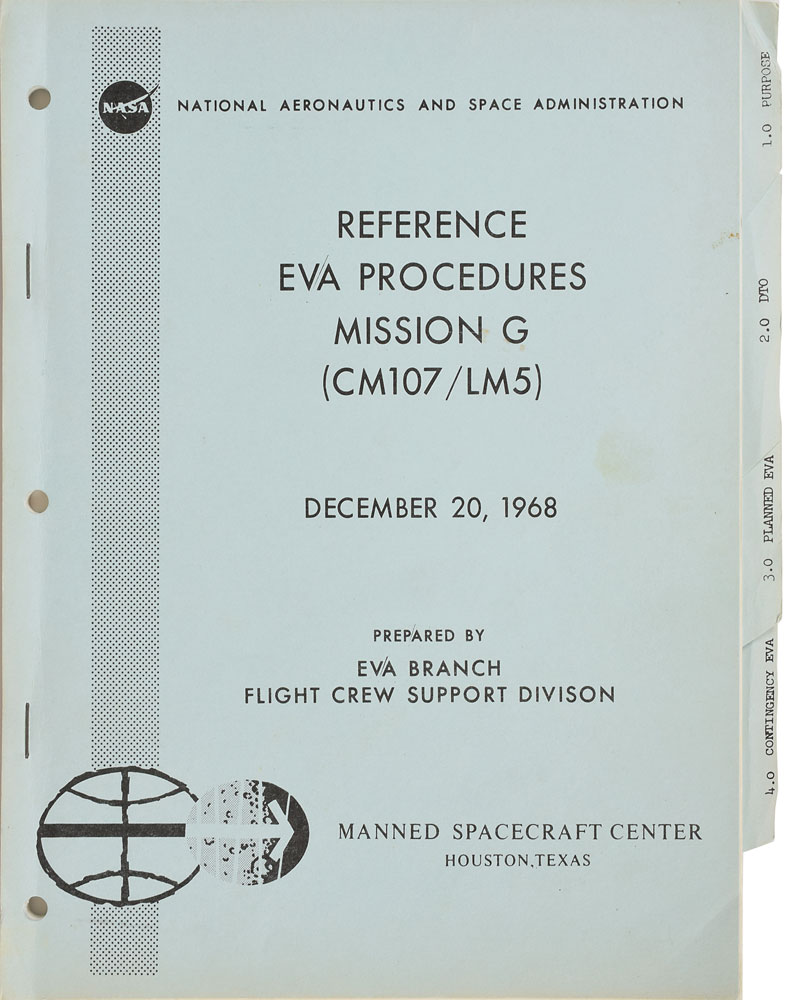 NASA
NATIONAL AERONAUTICS AND SPACE ADMINISTRATION
REFERENCE
EVA PROCEDURES
MISSION G
(CM107/LM5)
DECEMBER 20, 1968
PREPARED BY
EVA BRANCH
FLIGHT CREW SUPPORT DIVISON
MANNED SPACECRAFT CENTER
HOUSTON, TEXAS
1.0 PURPOSE
2.0 DTO
3.0 PLANNED EVA
4.0 CONTINGENCY EVA